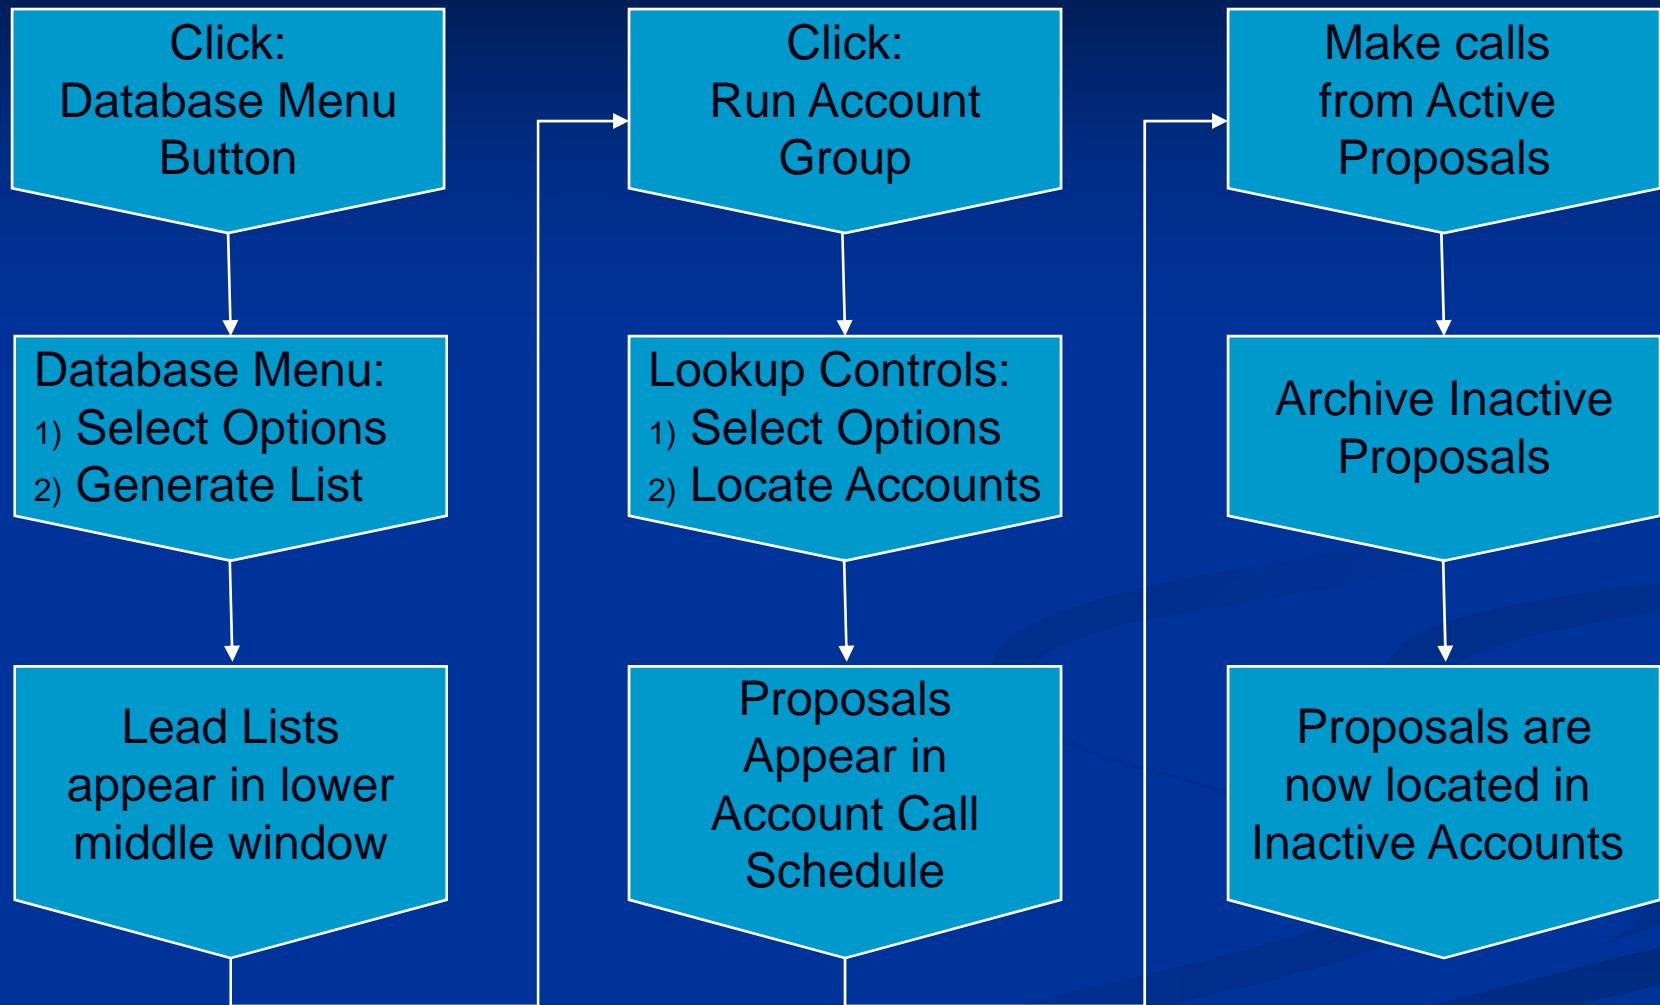 Click:
Database Menu
Button
Database Menu:
1) Select Options
2) Generate List
Lead Lists
appear in lower
middle window
Click:
Run Account
Group
Lookup Controls:
1) Select Options
2) Locate Accounts
Proposals
Appear in
Account Call
Schedule
Make calls
from Active
Proposals
Archive Inactive
Proposals
Proposals are
now located in
Inactive Accounts